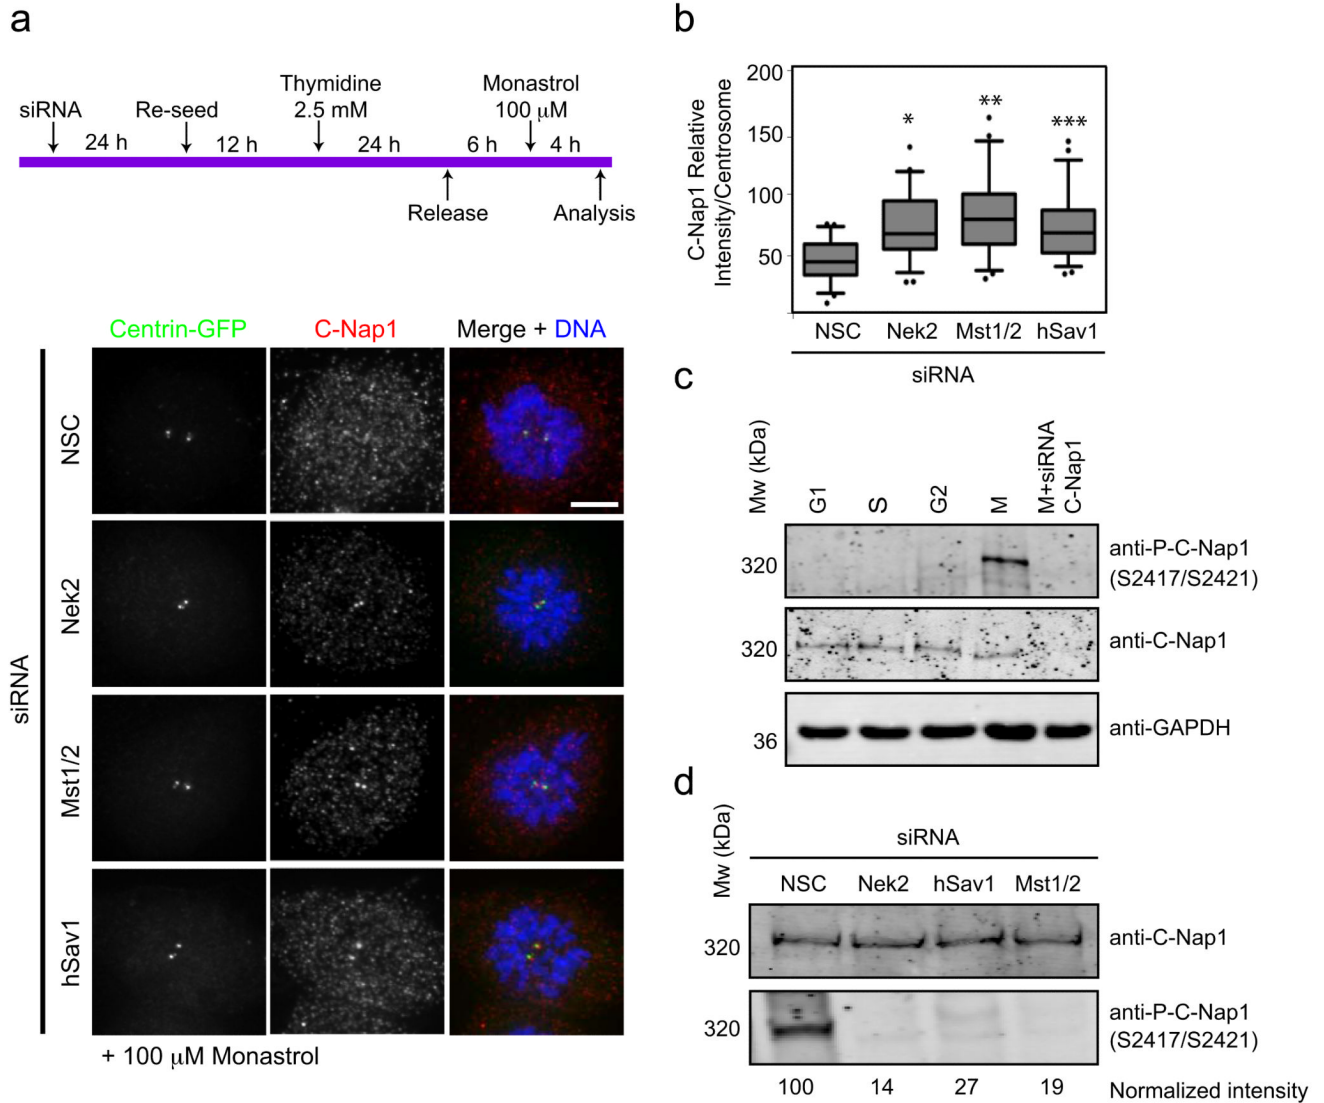 a
Thymidine
Monastrol
siRNA
Re-seed
2.5 mM
100 µM
24 h
12 h
24 h
6 h
4 h
Release
Analysis
Centrin-GFP
C-Nap1
Merge + DNA
siRNA
NSC
Nek2
Mst1/2
hSav1
+ 100 µM Monastrol
b
C-Nap1 Relative
Intensity/Centrosome
200
150
100
50
*
**
***
NSC
Nek2
Mst1/2
hSav1
siRNA
c
Mw (kDa)
G1
S
G2
M
M+siRNA
C-Nap1
320
anti-P-C-Nap1
(S2417/S2421)
320
anti-C-Nap1
36
anti-GAPDH
d
Mw (kDa)
siRNA
NSC
Nek2
hSav1
Mst1/2
320
anti-C-Nap1
320
anti-P-C-Nap1
(S2417/S2421)
100
14
27
19
Normalized intensity